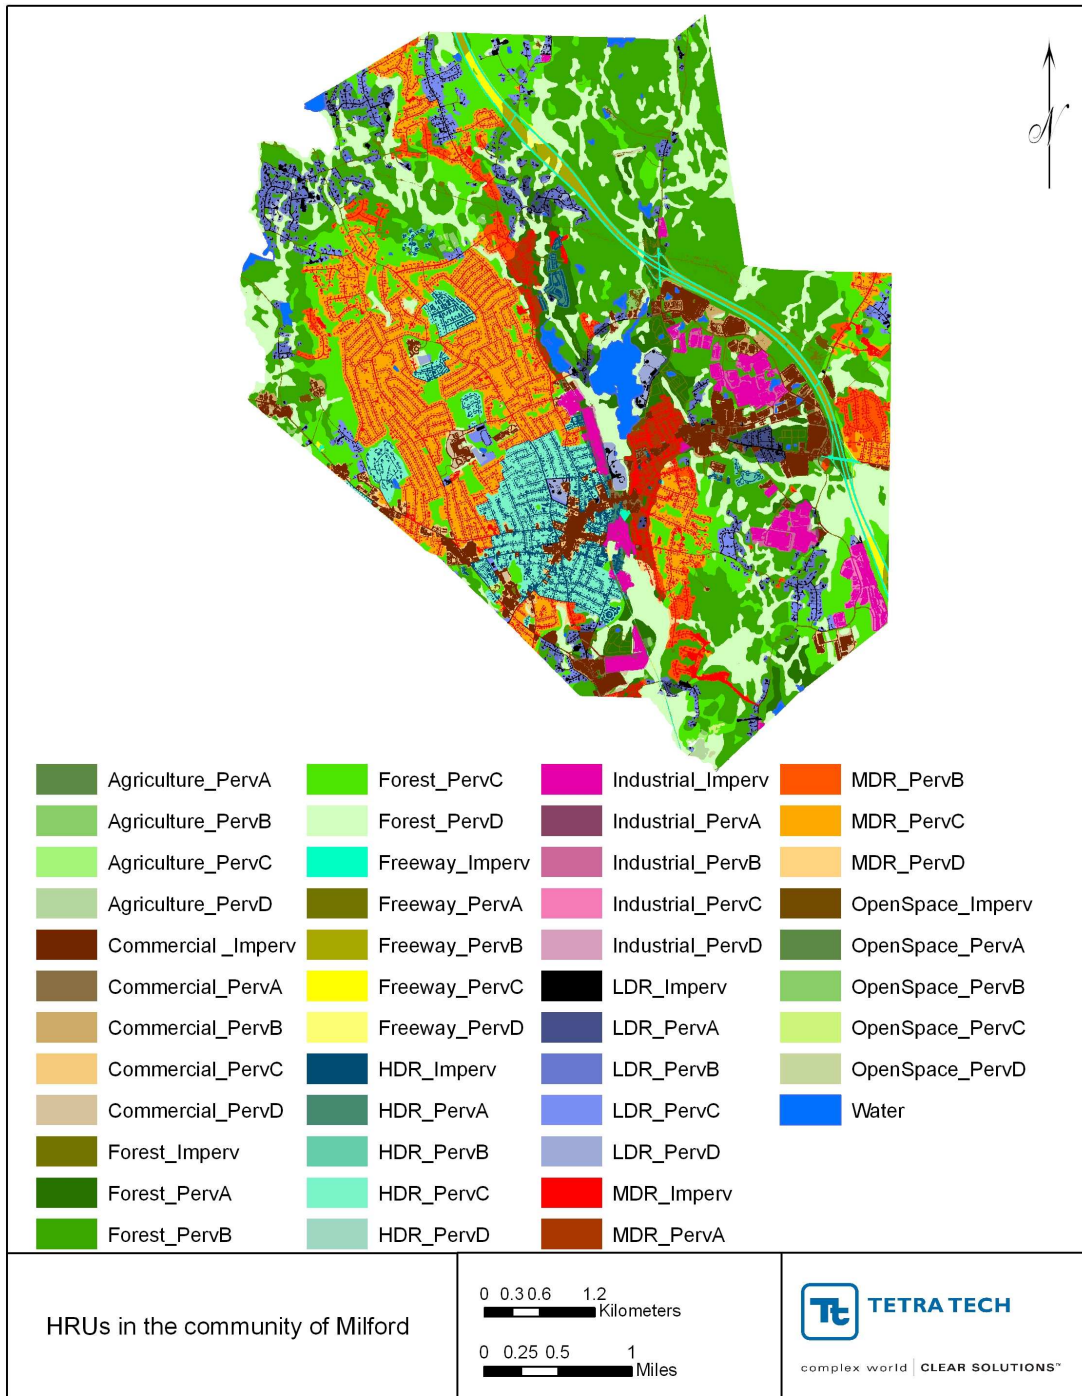 N
Agriculture_PervA
Agriculture_PervB
Agriculture_PervC
Agriculture_PervD
Commercial _Imperv
Commercial_PervA
Commercial_PervB
Commercial_PervC
Commercial_PervD
Forest_Imperv
Forest_PervA
Forest_PervB
Forest_PervC
Forest_PervD
Freeway_Imperv
Freeway_PervA
Freeway_PervB
Freeway_PervC
Freeway_PervD
HDR_Imperv
HDR_PervA
HDR_PervB
HDR_PervC
HDR_PervD
Industrial_Imperv
Industrial_PervA
Industrial_PervB
Industrial_PervC
Industrial_PervD
LDR_Imperv
LDR_PervA
LDR_PervB
LDR_PervC
LDR_PervD
MDR_Imperv
MDR_PervA
MDR_PervB
MDR_PervC
MDR_PervD
OpenSpace_Imperv
OpenSpace_PervA
OpenSpace_PervB
OpenSpace_PervC
OpenSpace_PervD
Water
HRUs in the community of Milford
0 0.3 0.6 1.2
Kilometers
0 0.25 0.5 1
Miles
Tt TETRA TECH
complex world | CLEAR SOLUTIONS™